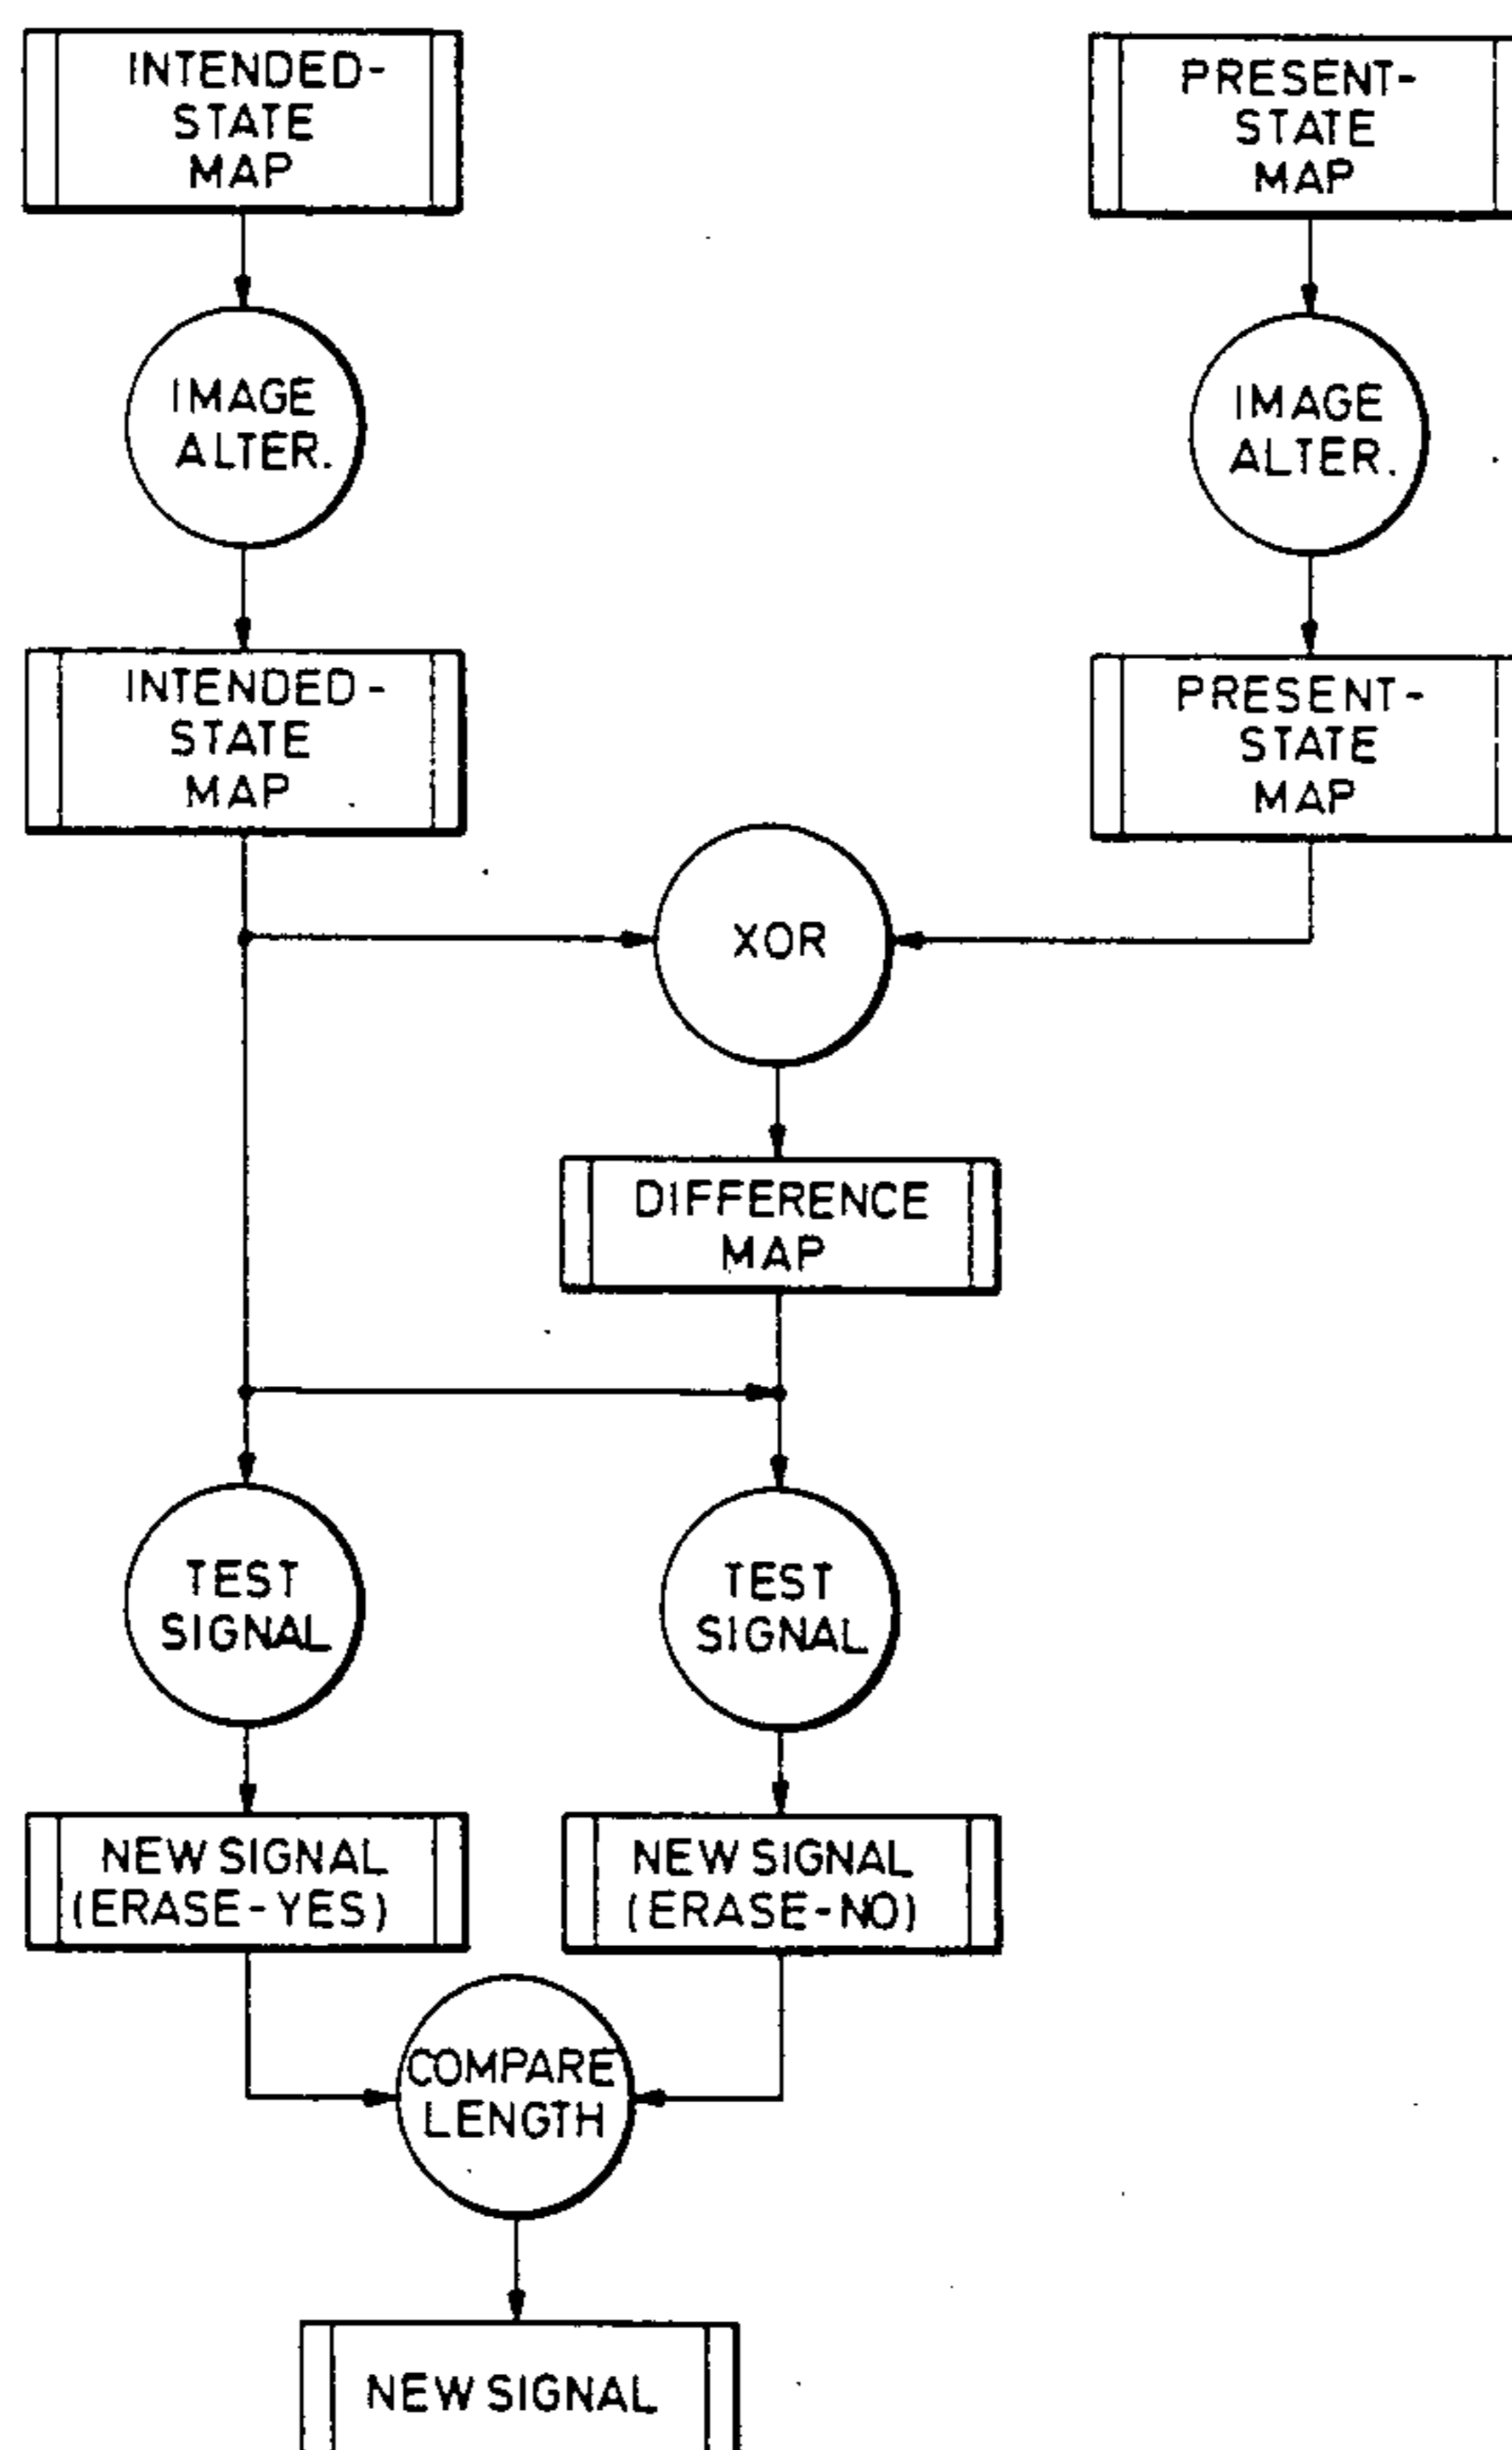 INTENDED-
STATE
MAP
PRESENT-
STATE
MAP
IMAGE
ALTER.
IMAGE
ALTER.
INTENDED-
STATE
MAP
PRESENT-
STATE
MAP
XOR
DIFFERENCE
MAP
TEST
SIGNAL
TEST
SIGNAL
NEW SIGNAL
(ERASE-YES)
NEW SIGNAL
(ERASE-NO)
COMPARE
LENGTH
NEW SIGNAL